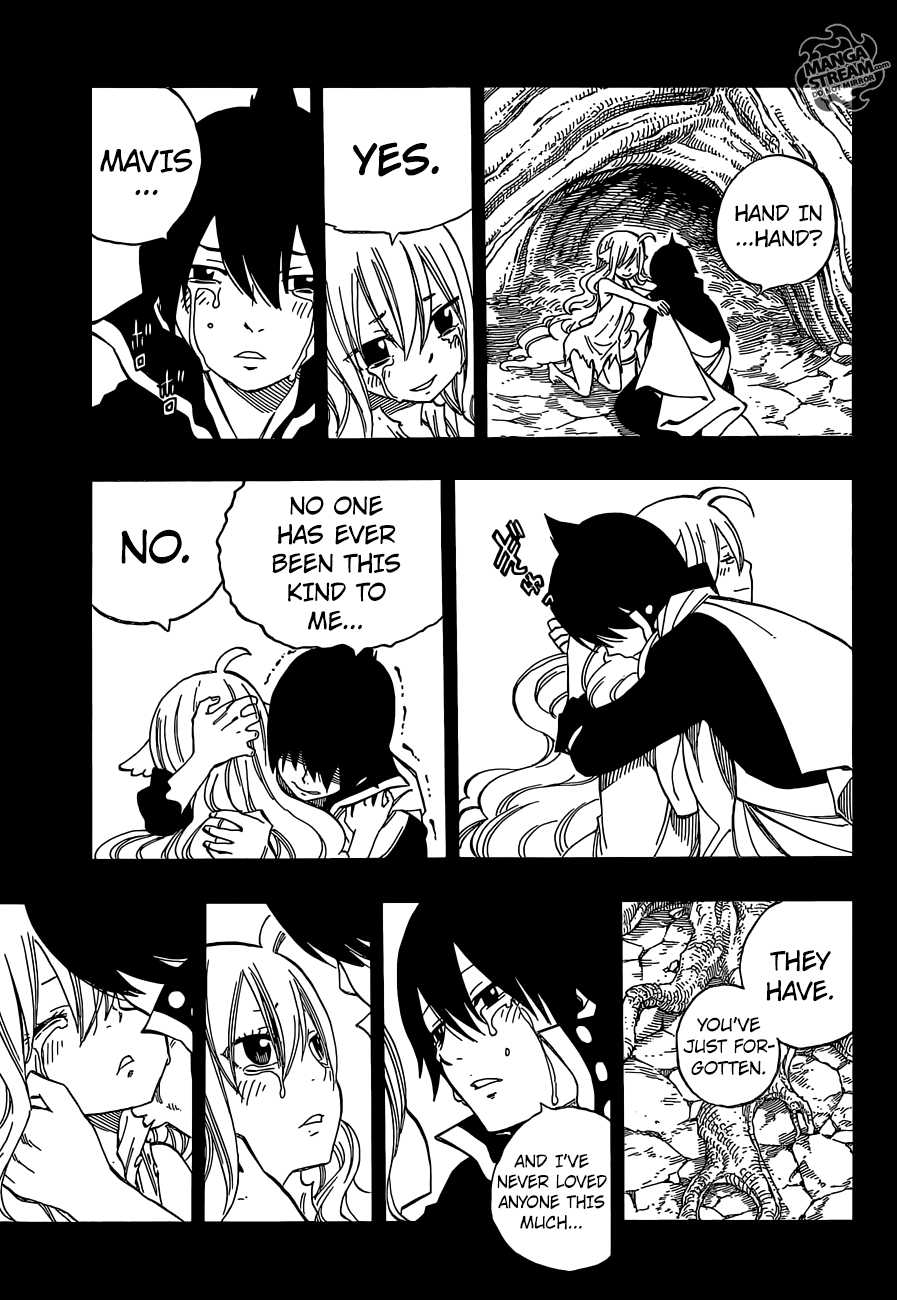 MANGA
STREAM.com
DO NOT MIRROR
HAND IN
...HAND?
YES.
MAVIS
...
NO ONE
HAS EVER
BEEN THIS
KIND TO
ME...
NO.
THEY
HAVE.
YOU'VE
JUST FOR-
GOTTEN.
AND I'VE
NEVER LOVED
ANYONE THIS
MUCH...